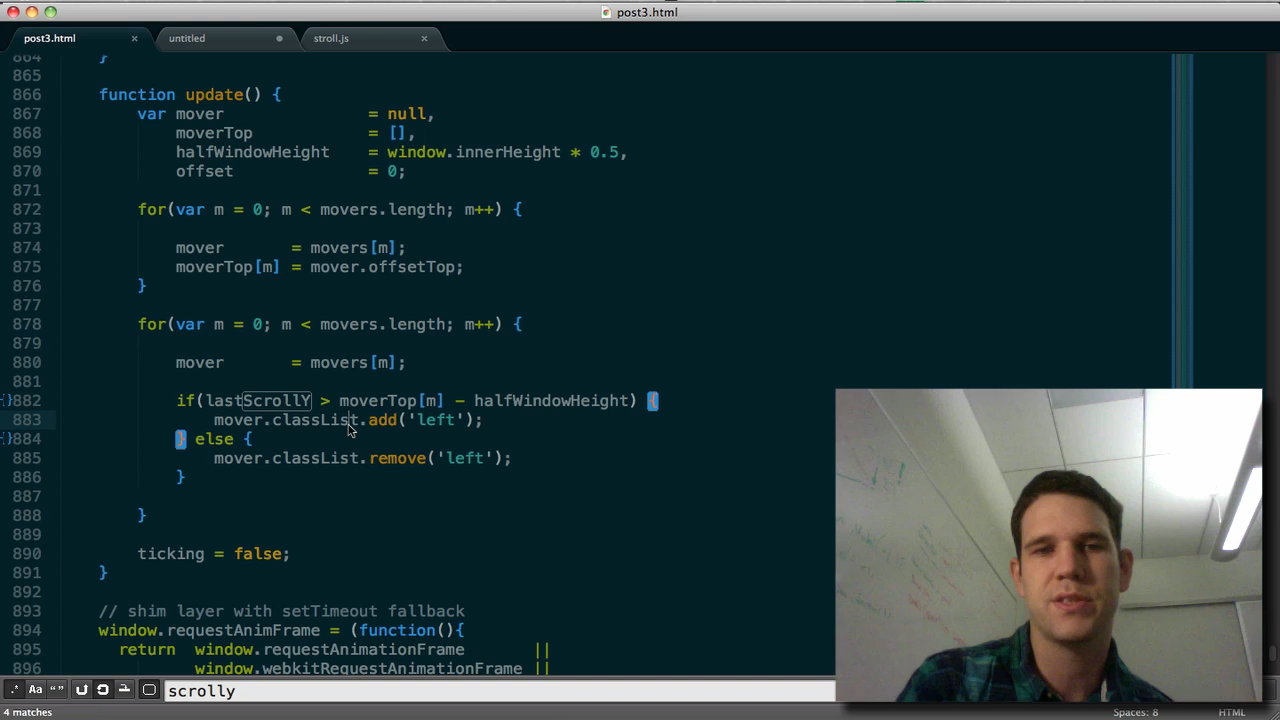 post3.html
post3.html × untitled stroll.js ×
864 }
865
866 function update() {
867 var mover = null,
868 moverTop = [],
869 halfWindowHeight = window.innerHeight * 0.5,
870 offset = 0;
871
872 for(var m = 0; m < movers.length; m++) {
873
874 mover = movers[m];
875 moverTop[m] = mover.offsetTop;
876 }
877
878 for(var m = 0; m < movers.length; m++) {
879
880 mover = movers[m];
881
882 if(lastScrollY > moverTop[m] - halfWindowHeight) {
883 mover.classList.add('left');
884 } else {
885 mover.classList.remove('left');
886 }
887
888 }
889
890 ticking = false;
891 }
892
893 // shim layer with setTimeout fallback
894 window.requestAnimFrame = (function(){
895 return window.requestAnimationFrame ||
896 window.webkitRequestAnimationFrame ||
.* Aa “” scrolly
4 matches Spaces: 8 HTML